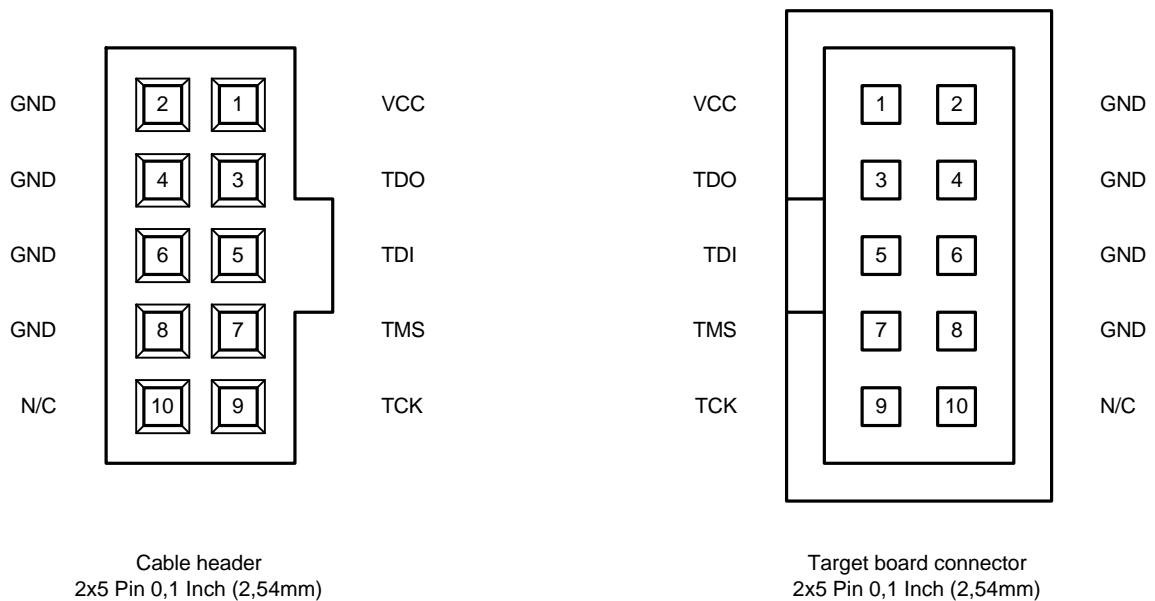 GND 2 1 VCC
GND 4 3 TDO
GND 6 5 TDI
GND 8 7 TMS
N/C 10 9 TCK
Cable header
2x5 Pin 0,1 Inch (2,54mm)
VCC 1 2 GND
TDO 3 4 GND
TDI 5 6 GND
TMS 7 8 GND
TCK 9 10 N/C
Target board connector
2x5 Pin 0,1 Inch (2,54mm)